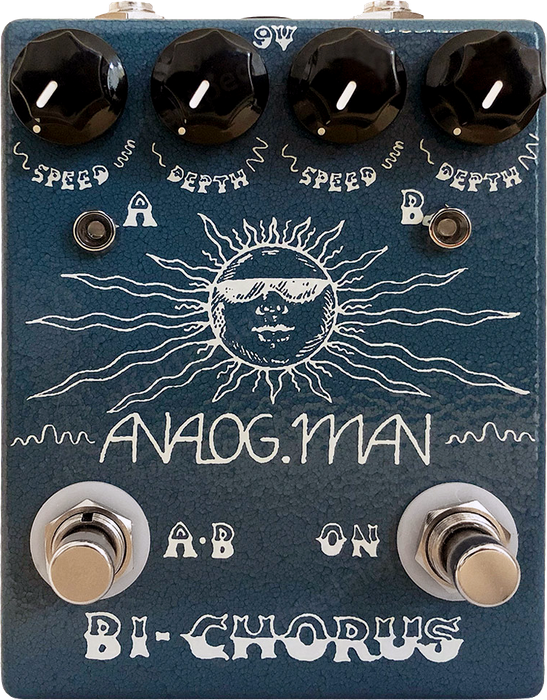 9V
SPEED DEPTH SPEED DEPTH
A B
ANALOG.MAN
A·B ON
BI-CHORUS